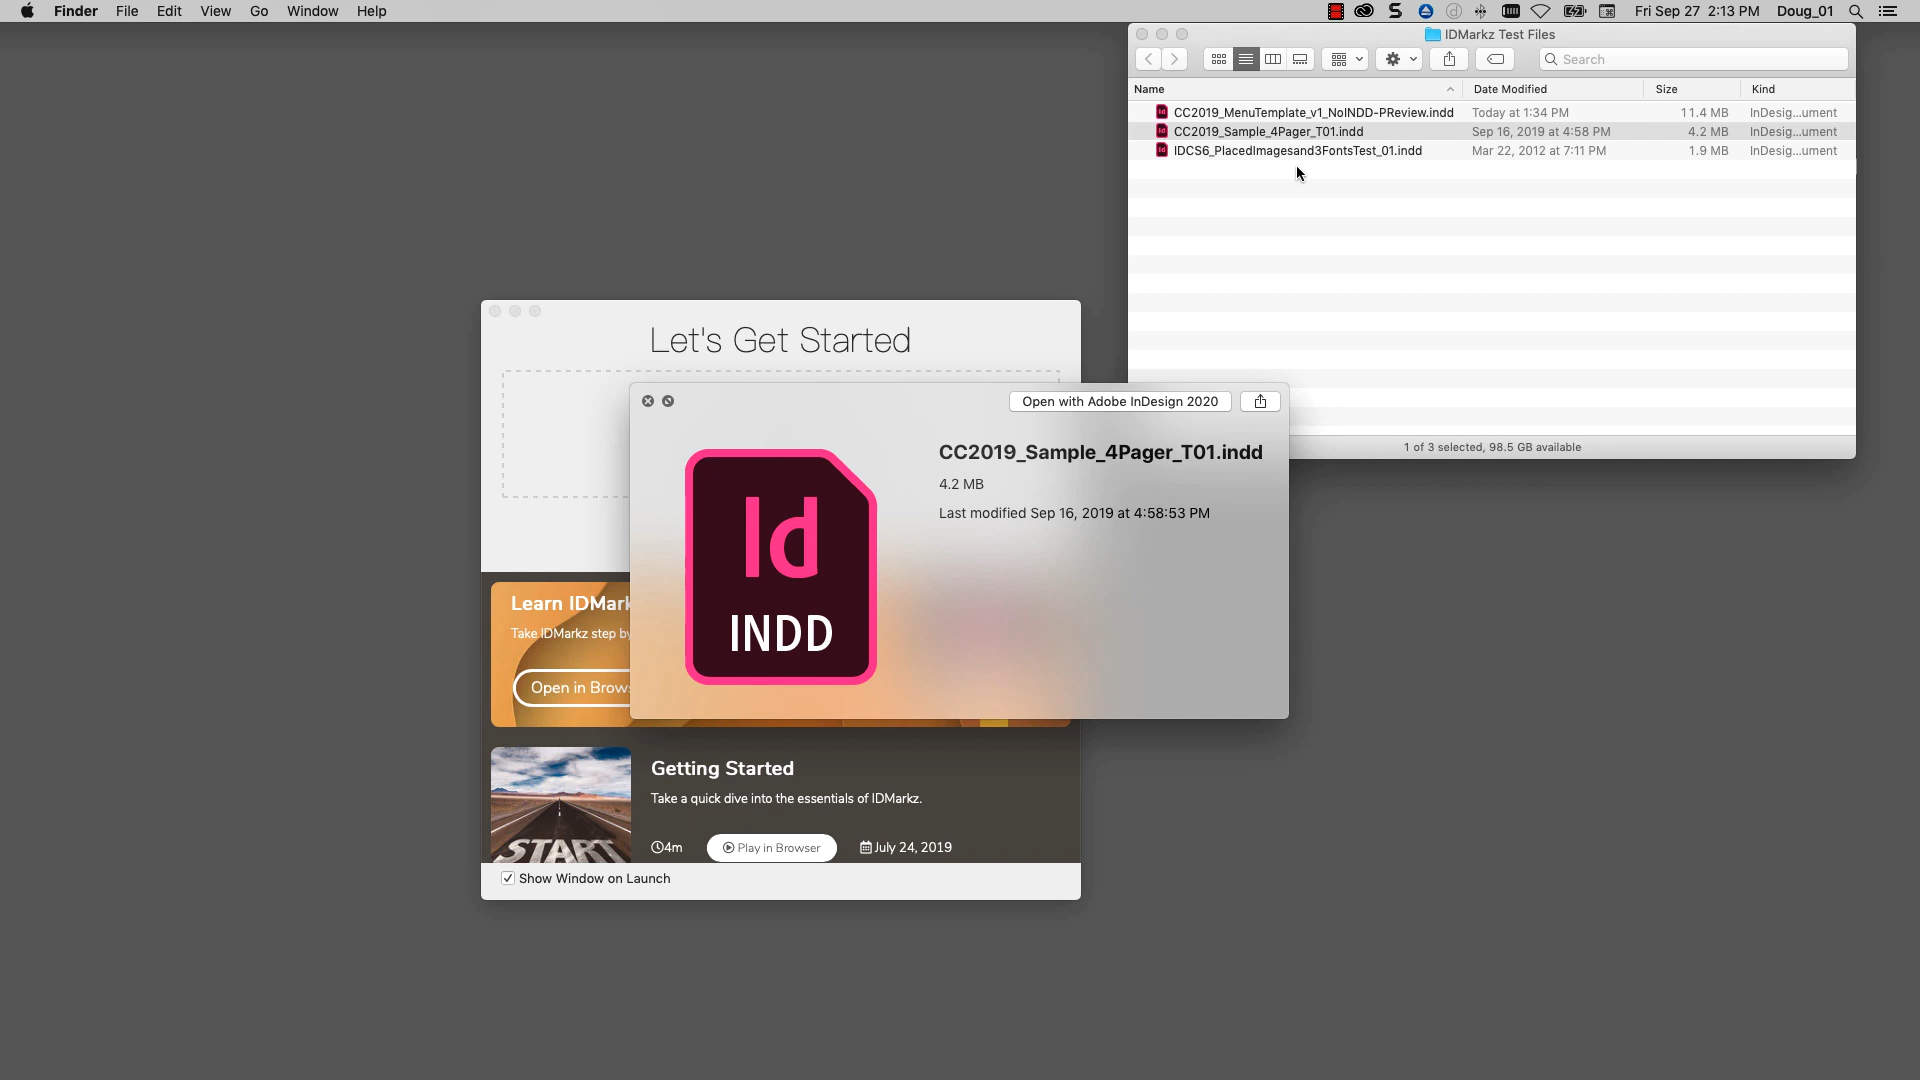 Finder File Edit View Go Window Help
Fri Sep 27 2:13 PM Doug_01
IDMarkz Test Files
Search
Name Date Modified Size Kind
CC2019_MenuTemplate_v1_NoINDD-PReview.indd Today at 1:34 PM 11.4 MB InDesig...ument
CC2019_Sample_4Pager_T01.indd Sep 16, 2019 at 4:58 PM 4.2 MB InDesig...ument
IDCS6_PlacedImagesand3FontsTest_01.indd Mar 22, 2012 at 7:11 PM 1.9 MB InDesig...ument
1 of 3 selected, 98.5 GB available
Let's Get Started
Open with Adobe InDesign 2020
CC2019_Sample_4Pager_T01.indd
4.2 MB
Last modified Sep 16, 2019 at 4:58:53 PM
Id
INDD
Learn IDMark
Take IDMarkz step by
Open in Brows
START
Getting Started
Take a quick dive into the essentials of IDMarkz.
4m Play in Browser July 24, 2019
Show Window on Launch